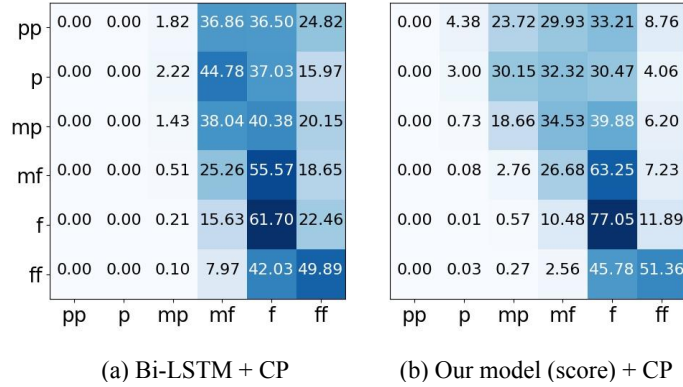 pp 0.00 0.00 1.82 36.86 36.50 24.82 0.00 4.38 23.72 29.93 33.21 8.76
p 0.00 0.00 2.22 44.78 37.03 15.97 0.00 3.00 30.15 32.32 30.47 4.06
mp 0.00 0.00 1.43 38.04 40.38 20.15 0.00 0.73 18.66 34.53 39.88 6.20
mf 0.00 0.00 0.51 25.26 55.57 18.65 0.00 0.08 2.76 26.68 63.25 7.23
f 0.00 0.00 0.21 15.63 61.70 22.46 0.00 0.01 0.57 10.48 77.05 11.89
ff 0.00 0.00 0.10 7.97 42.03 49.89 0.00 0.03 0.27 2.56 45.78 51.36
pp p mp mf f ff pp p mp mf f ff
(a) Bi-LSTM + CP (b) Our model (score) + CP